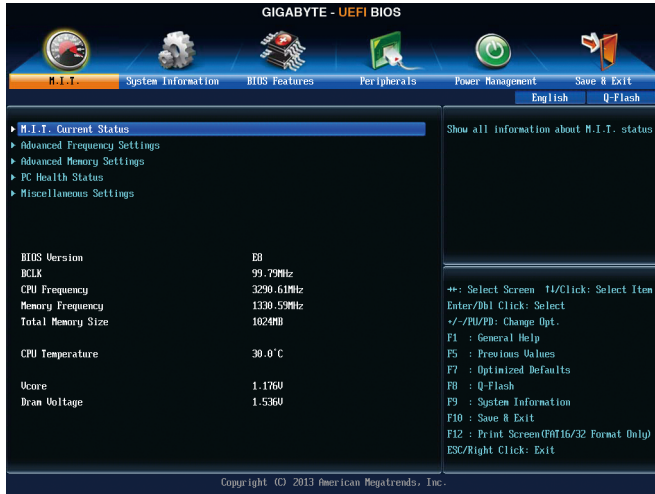 GIGABYTE - UEFI BIOS
M.I.T. System Information BIOS Features Peripherals Power Management Save & Exit
English Q-Flash
M.I.T. Current Status
Advanced Frequency Settings
Advanced Memory Settings
PC Health Status
Miscellaneous Settings
BIOS Version E8
BCLK 99.79MHz
CPU Frequency 3290.61MHz
Memory Frequency 1330.59MHz
Total Memory Size 1024MB
CPU Temperature 30.0°C
Vcore 1.176V
Dram Voltage 1.536V
Show all information about M.I.T. status
↔: Select Screen ↑↓/Click: Select Item
Enter/Dbl Click: Select
+/-/PU/PD: Change Opt.
F1 : General Help
F5 : Previous Values
F7 : Optimized Defaults
F8 : Q-Flash
F9 : System Information
F10 : Save & Exit
F12 : Print Screen(FAT16/32 Format Only)
ESC/Right Click: Exit
Copyright (C) 2013 American Megatrends, Inc.